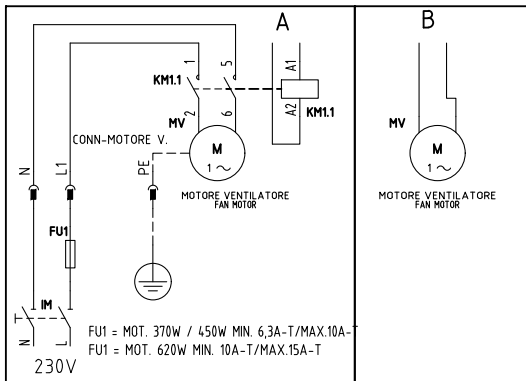 A
B
1
5
KM1.1
A1
A2
KM1.1
MV
2
6
CONN-MOTORE V.
M
1 ~
N
L1
PE
MOTORE VENTILATORE
FAN MOTOR
FU1
IM
N
L
230V
FU1 = MOT. 370W / 450W MIN. 6,3A-T/MAX.10A-T
FU1 = MOT. 620W MIN. 10A-T/MAX.15A-T
MV
M
1 ~
MOTORE VENTILATORE
FAN MOTOR